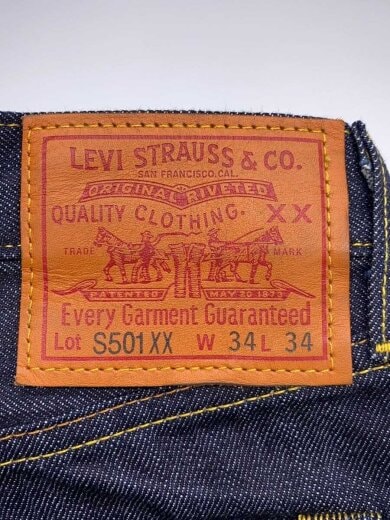 LEVI STRAUSS & CO.
SAN FRANCISCO, CAL.
ORIGINAL RIVETED
QUALITY CLOTHING. XX
TRADE MARK
PATENTED MAY 20 1873
Every Garment Guaranteed
Lot S501XX W 34 L 34